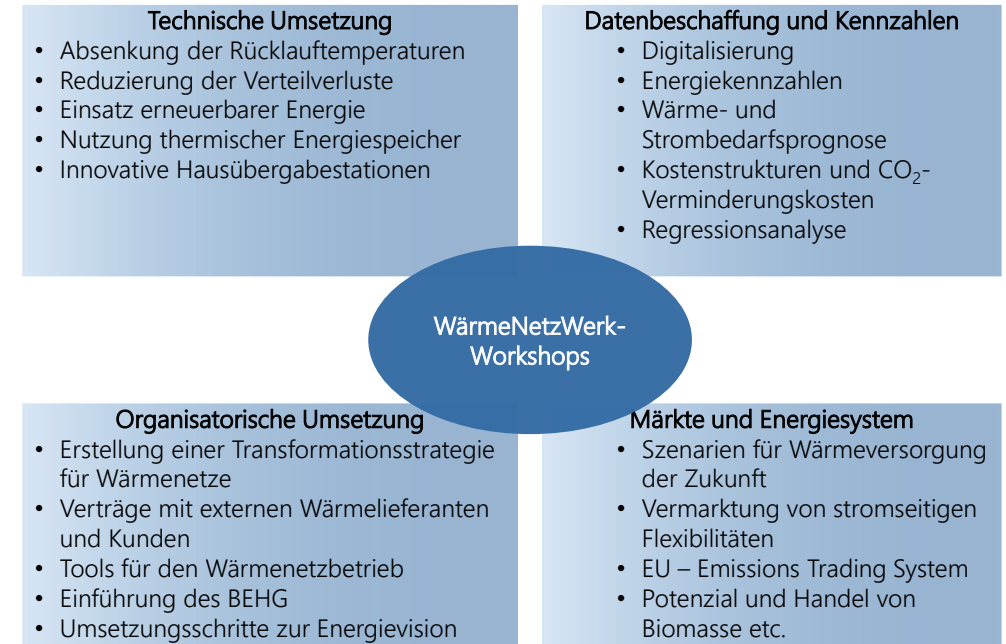 Technische Umsetzung
• Absenkung der Rücklauftemperaturen
• Reduzierung der Verteilverluste
• Einsatz erneuerbarer Energie
• Nutzung thermischer Energiespeicher
• Innovative Hausübergabestationen
Datenbeschaffung und Kennzahlen
• Digitalisierung
• Energiekennzahlen
• Wärme- und
Strombedarfsprognose
• Kostenstrukturen und CO₂-
Verminderungskosten
• Regressionsanalyse
WärmeNetzWerk-
Workshops
Organisatorische Umsetzung
• Erstellung einer Transformationsstrategie
für Wärmenetze
• Verträge mit externen Wärmelieferanten
und Kunden
• Tools für den Wärmenetzbetrieb
• Einführung des BEHG
• Umsetzungsschritte zur Energievision
Märkte und Energiesystem
• Szenarien für Wärmeversorgung
der Zukunft
• Vermarktung von stromseitigen
Flexibilitäten
• EU – Emissions Trading System
• Potenzial und Handel von
Biomasse etc.